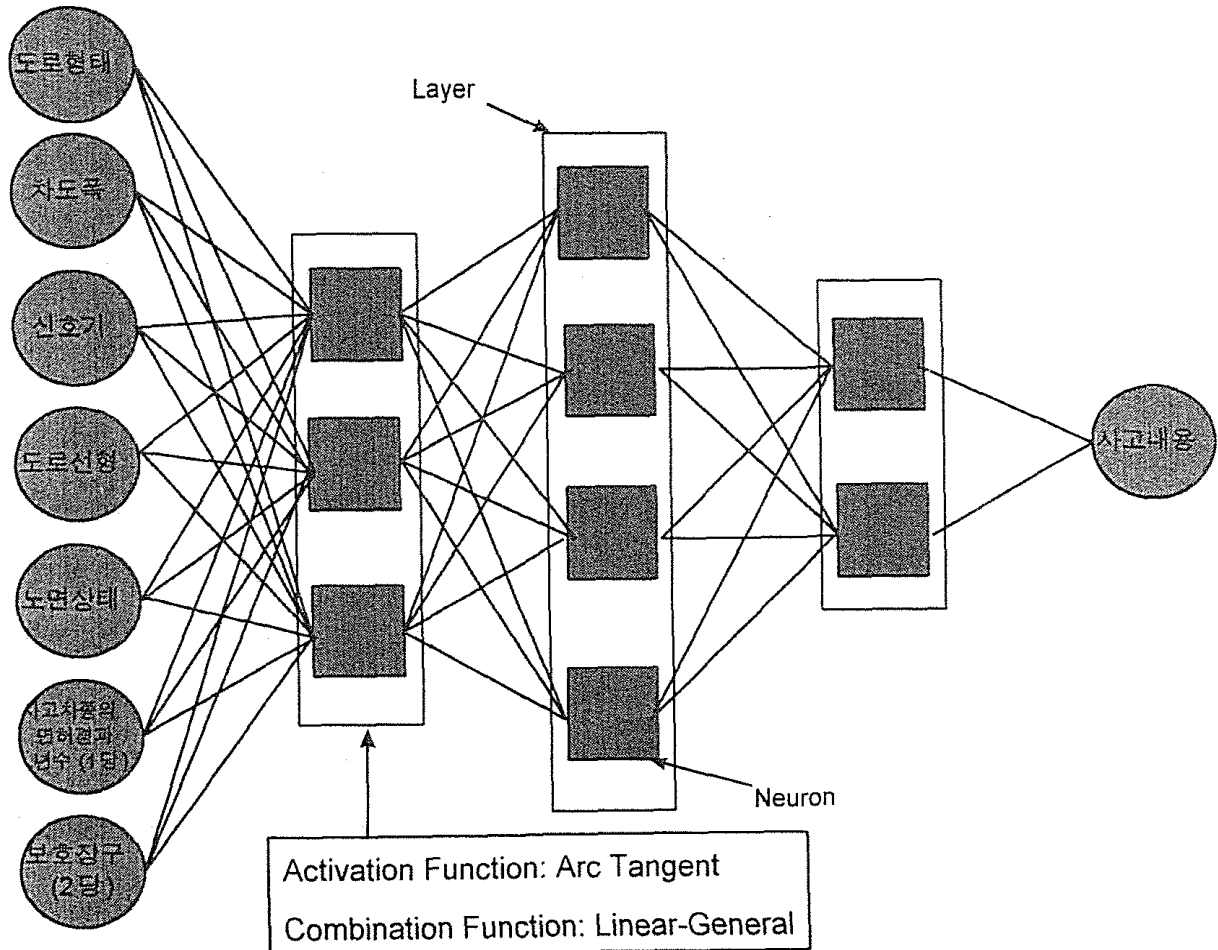 도로형태
Layer
차도폭
신호기
도로선형
사고내용
노면상태
사고차종의
면허경과
년수 (1당)
Neuron
보호장구
(2당)
Activation Function: Arc Tangent
Combination Function: Linear-General